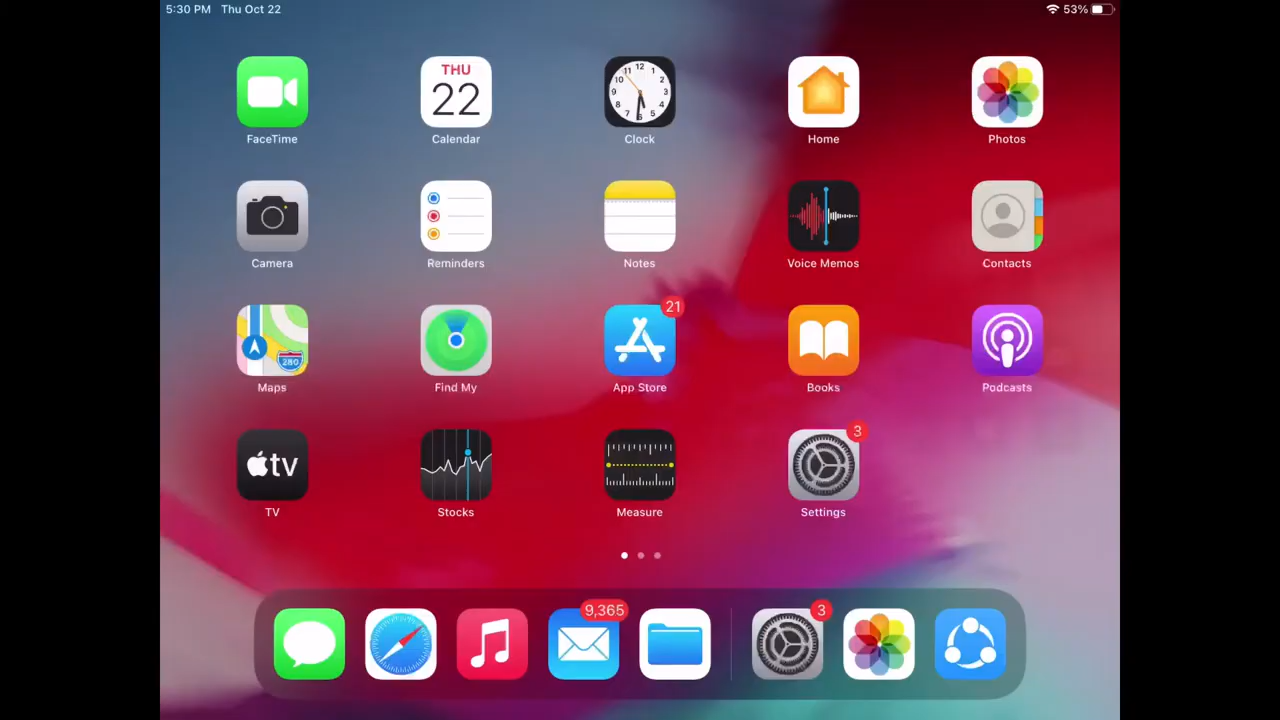 5:30 PM Thu Oct 22
53%
THU
22
FaceTime
Calendar
Clock
Home
Photos
Camera
Reminders
Notes
Voice Memos
Contacts
280
21
Maps
Find My
App Store
Books
Podcasts
tv
3
TV
Stocks
Measure
Settings
9,365
3